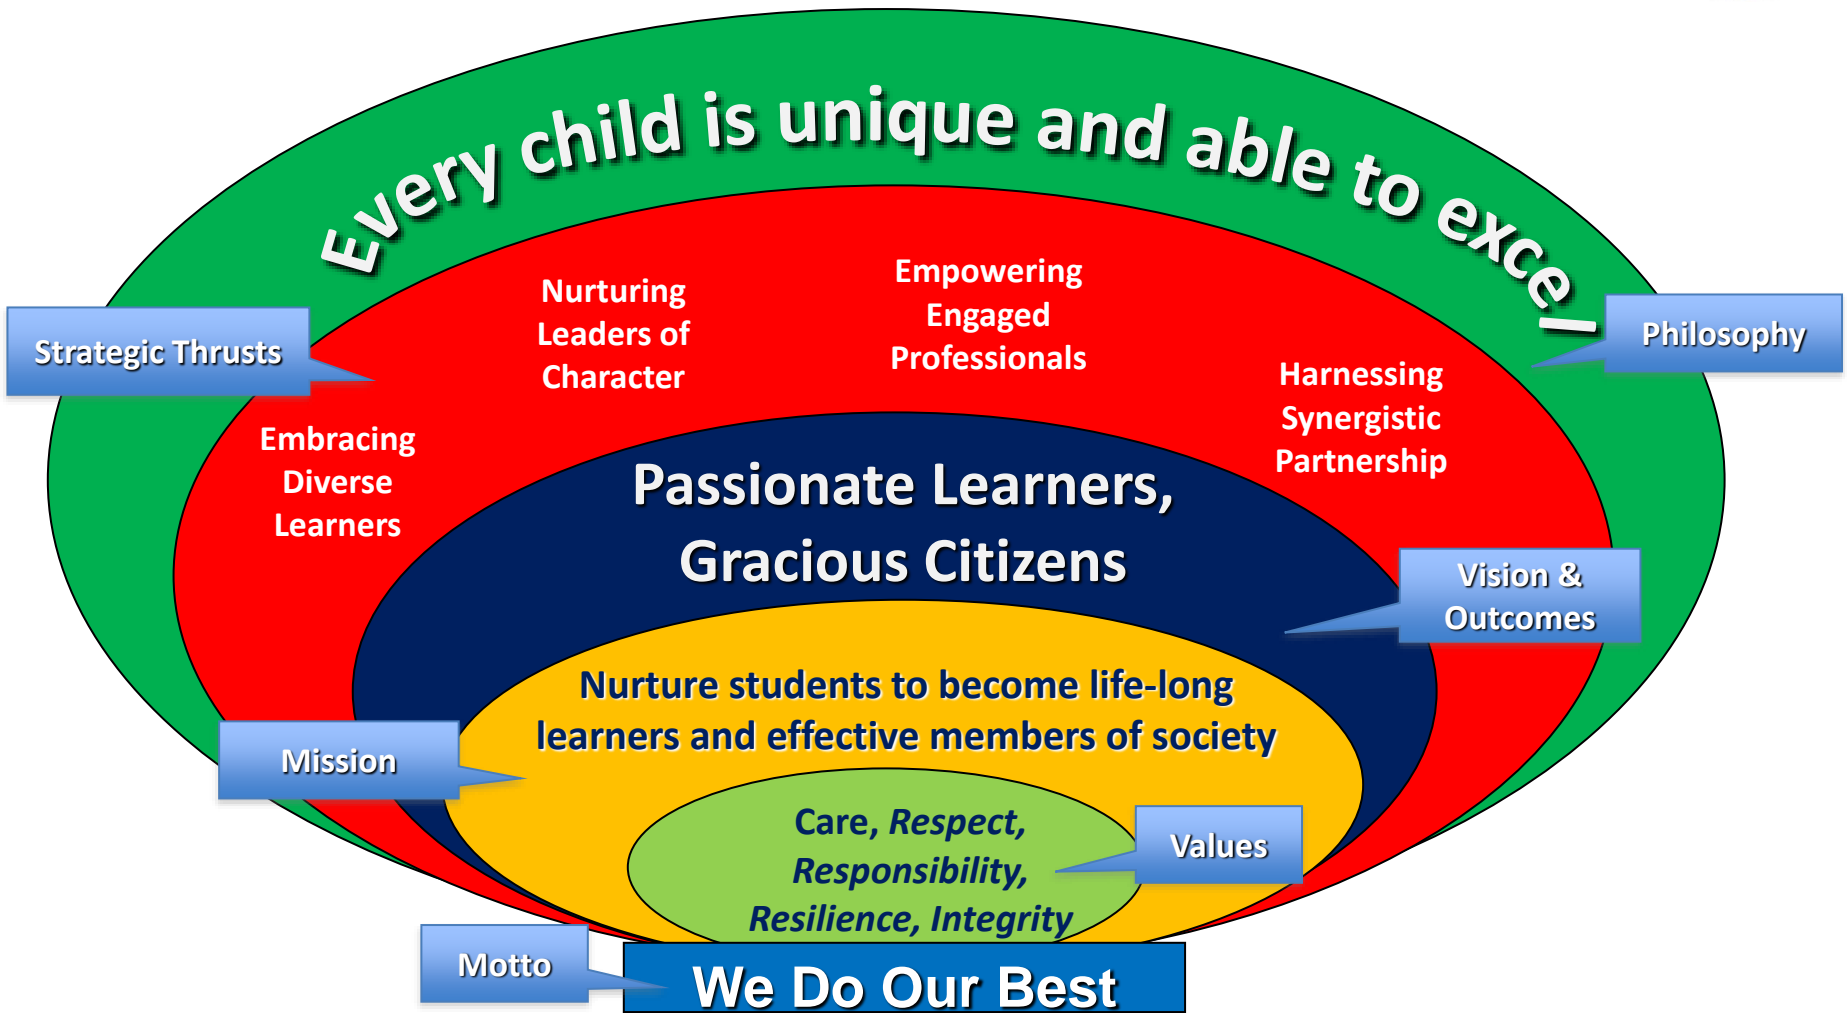 Every child is unique and able to excel
Strategic Thrusts
Philosophy
Embracing
Diverse
Learners
Nurturing
Leaders of
Character
Empowering
Engaged
Professionals
Harnessing
Synergistic
Partnership
Passionate Learners,
Gracious Citizens
Vision &
Outcomes
Nurture students to become life-long
learners and effective members of society
Mission
Care, Respect,
Responsibility,
Resilience, Integrity
Values
Motto
We Do Our Best